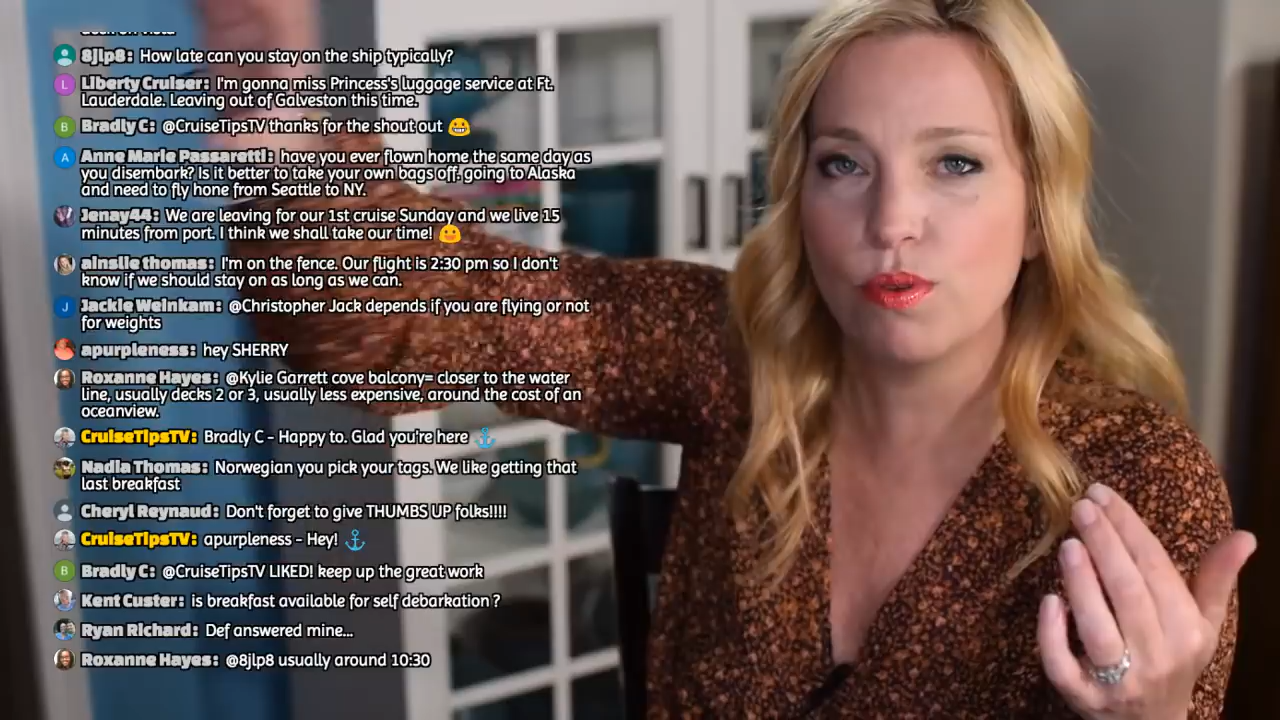 8jlp8: How late can you stay on the ship typically?
Liberty Cruiser: I'm gonna miss Princess's luggage service at Ft.
Lauderdale. Leaving out of Galveston this time.
Bradly C: @CruiseTipsTV thanks for the shout out
Anne Marie Passaretti: have you ever flown home the same day as
you disembark? Is it better to take your own bags off. going to Alaska
and need to fly hone from Seattle to NY.
Jenay44: We are leaving for our 1st cruise Sunday and we live 15
minutes from port. I think we shall take our time!
ainslie thomas: I'm on the fence. Our flight is 2:30 pm so I don't
know if we should stay on as long as we can.
Jackie Weinkam: @Christopher Jack depends if you are flying or not
for weights
apurpleness: hey SHERRY
Roxanne Hayes: @Kylie Garrett cove balcony= closer to the water
line, usually decks 2 or 3, usually less expensive, around the cost of an
oceanview.
CruiseTipsTV: Bradly C - Happy to. Glad you're here ⚓
Nadia Thomas: Norwegian you pick your tags. We like getting that
last breakfast
Cheryl Reynaud: Don't forget to give THUMBS UP folks!!!!
CruiseTipsTV: apurpleness - Hey! ⚓
Bradly C: @CruiseTipsTV LIKED! keep up the great work
Kent Custer: is breakfast available for self debarkation ?
Ryan Richard: Def answered mine...
Roxanne Hayes: @8jlp8 usually around 10:30